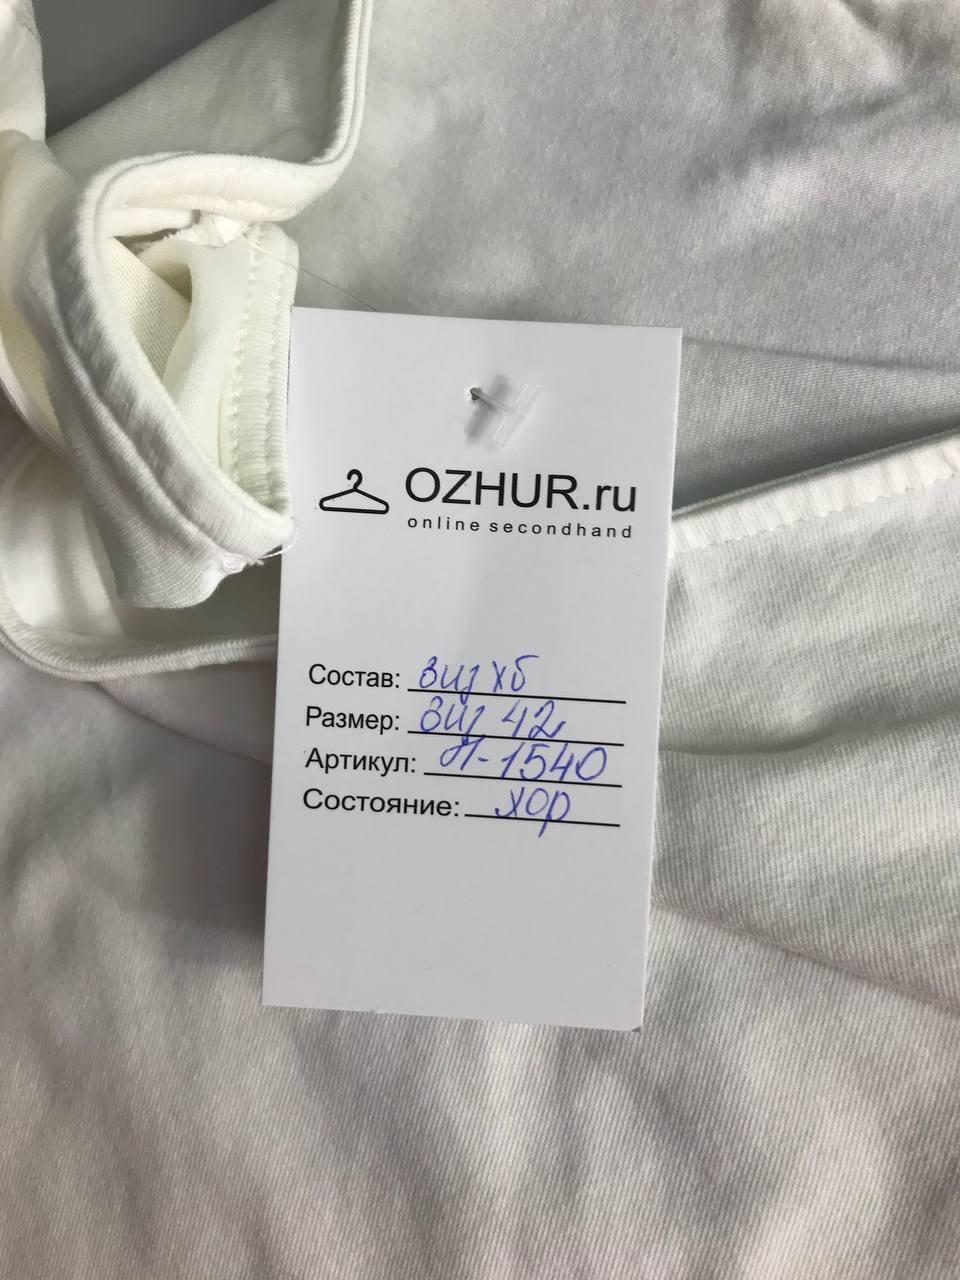 OZHUR.ru
online secondhand
Состав: виз хб
Размер: виз 42
Артикул: Л-1540
Состояние: хор